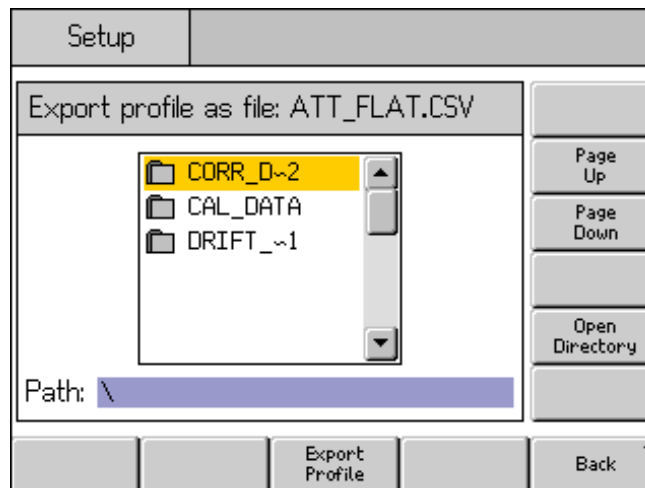 Setup
Export profile as file: ATT_FLAT.CSV
CORR_D~2
CAL_DATA
DRIFT_~1
Path: \
Page
Up
Page
Down
Open
Directory
Export
Profile
Back